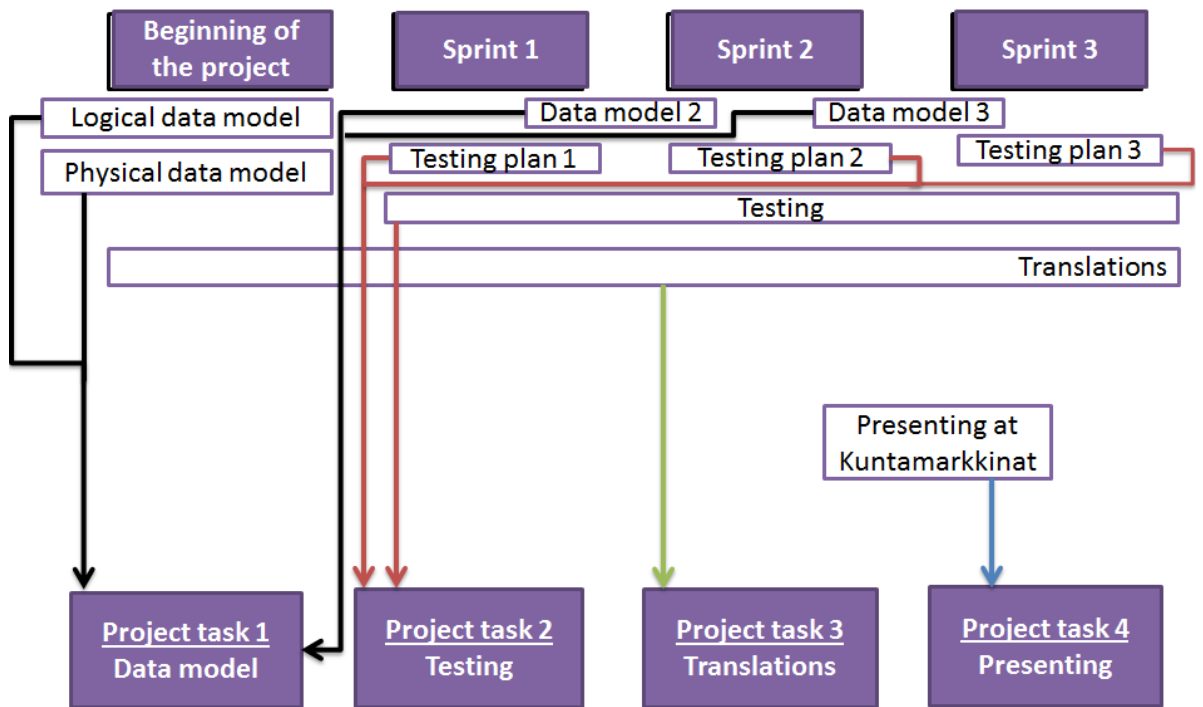 Beginning of
the project
Sprint 1
Sprint 2
Sprint 3
Logical data model
Data model 2
Data model 3
Physical data model
Testing plan 1
Testing plan 2
Testing plan 3
Testing
Translations
Presenting at
Kuntamarkkinat
Project task 1
Data model
Project task 2
Testing
Project task 3
Translations
Project task 4
Presenting